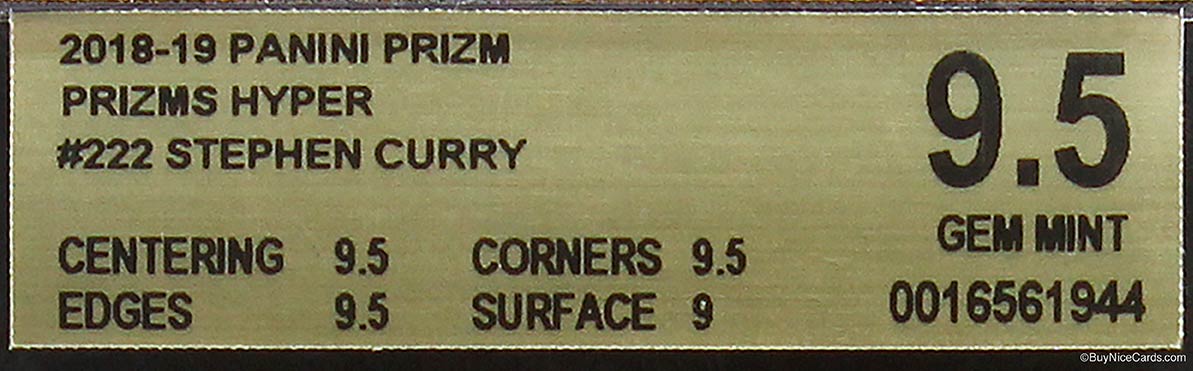 2018-19 PANINI PRIZM
PRIZMS HYPER
#222 STEPHEN CURRY
9.5
GEM MINT
0016561944
CENTERING 9.5 CORNERS 9.5
EDGES 9.5 SURFACE 9
©BuyNiceCards.com